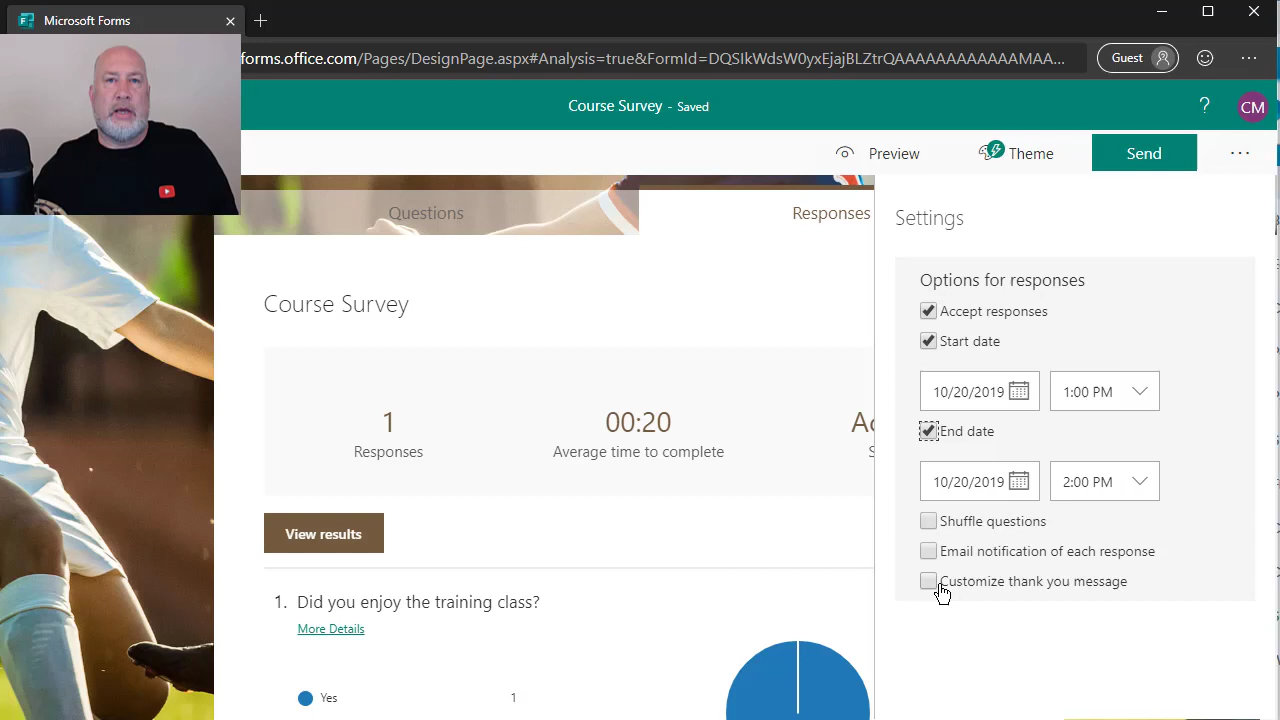 Microsoft Forms
forms.office.com/Pages/DesignPage.aspx#Analysis=true&FormId=DQSIkWdsW0yxEjajBLZtrQAAAAAAAAAAAAMAA...
Guest
Course Survey - Saved
?
CM
Preview
Theme
Send
Questions
Responses
Settings
Course Survey
1
Responses
00:20
Average time to complete
View results
1. Did you enjoy the training class?
More Details
Yes
1
Options for responses
Accept responses
Start date
10/20/2019
1:00 PM
End date
10/20/2019
2:00 PM
Shuffle questions
Email notification of each response
Customize thank you message